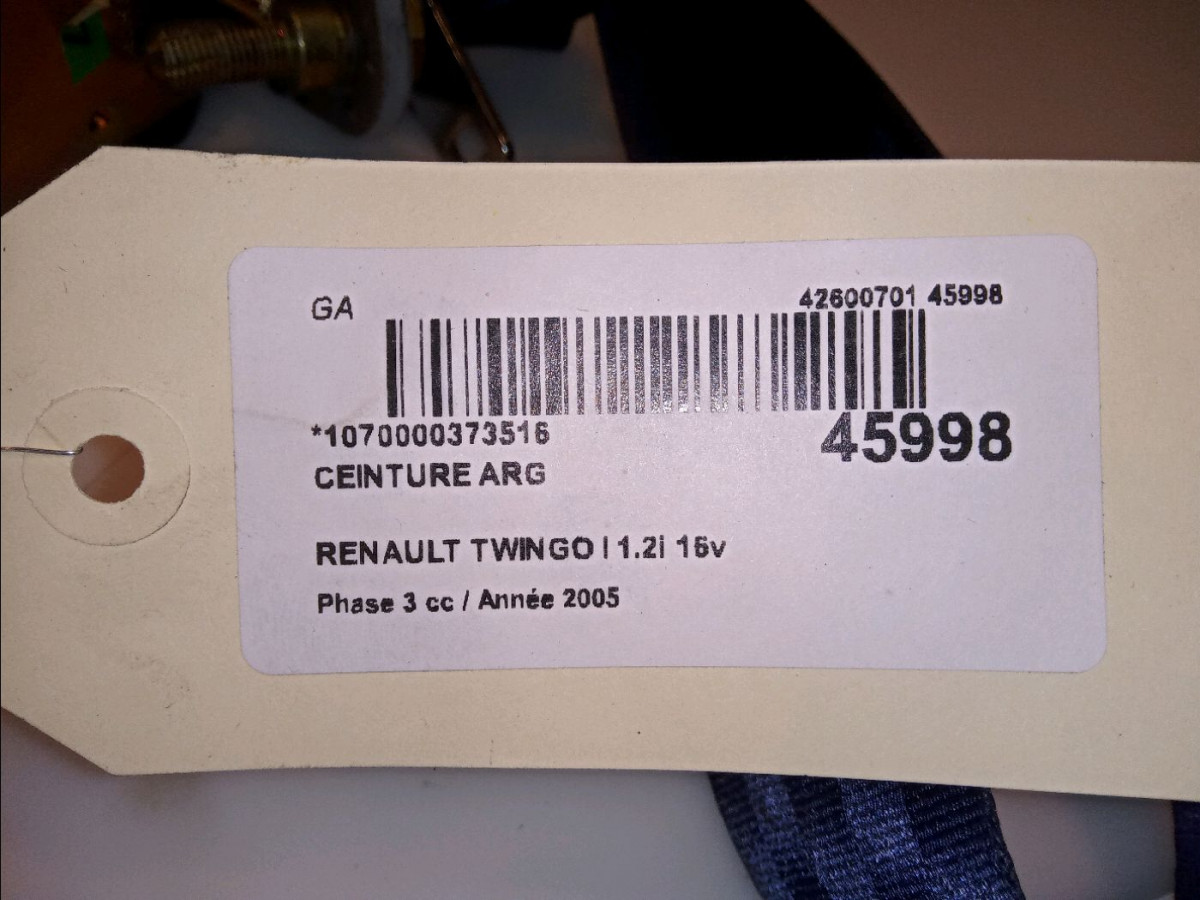 GA
42600701 45998
*1070000373516
45998
CEINTURE ARG
RENAULT TWINGO I 1.2i 16v
Phase 3 cc / Année 2005